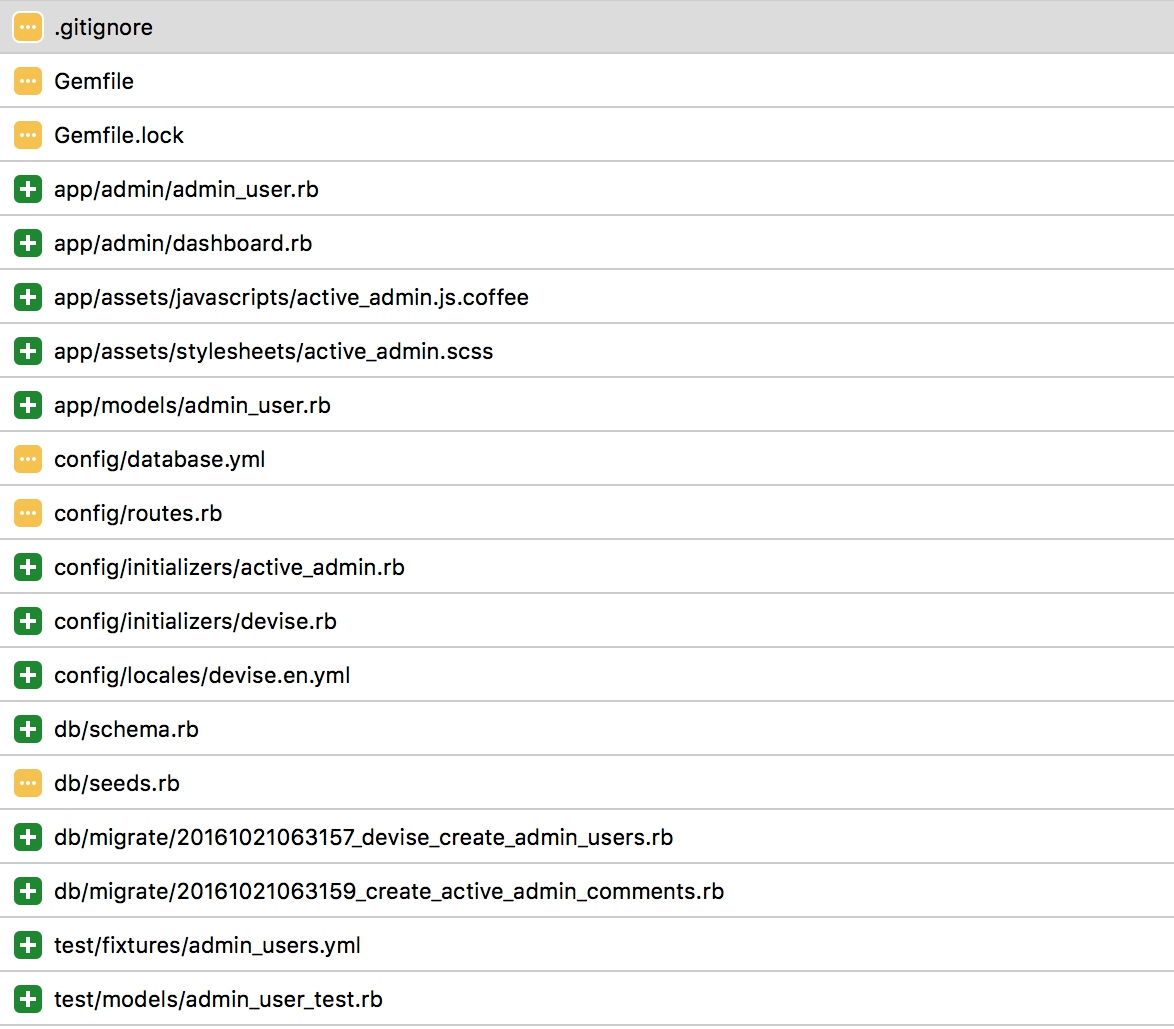 .gitignore
Gemfile
Gemfile.lock
app/admin/admin_user.rb
app/admin/dashboard.rb
app/assets/javascripts/active_admin.js.coffee
app/assets/stylesheets/active_admin.scss
app/models/admin_user.rb
config/database.yml
config/routes.rb
config/initializers/active_admin.rb
config/initializers/devise.rb
config/locales/devise.en.yml
db/schema.rb
db/seeds.rb
db/migrate/20161021063157_devise_create_admin_users.rb
db/migrate/20161021063159_create_active_admin_comments.rb
test/fixtures/admin_users.yml
test/models/admin_user_test.rb